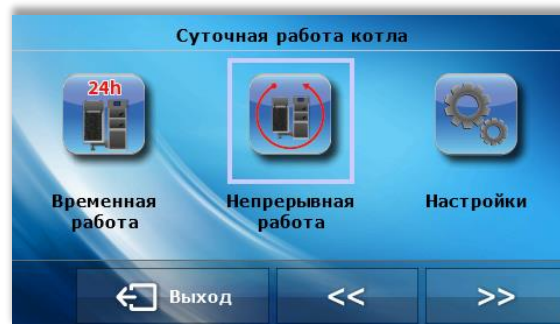 Суточная работа котла
24h
Временная
работа
Непрерывная
работа
Настройки
Выход
<<
>>